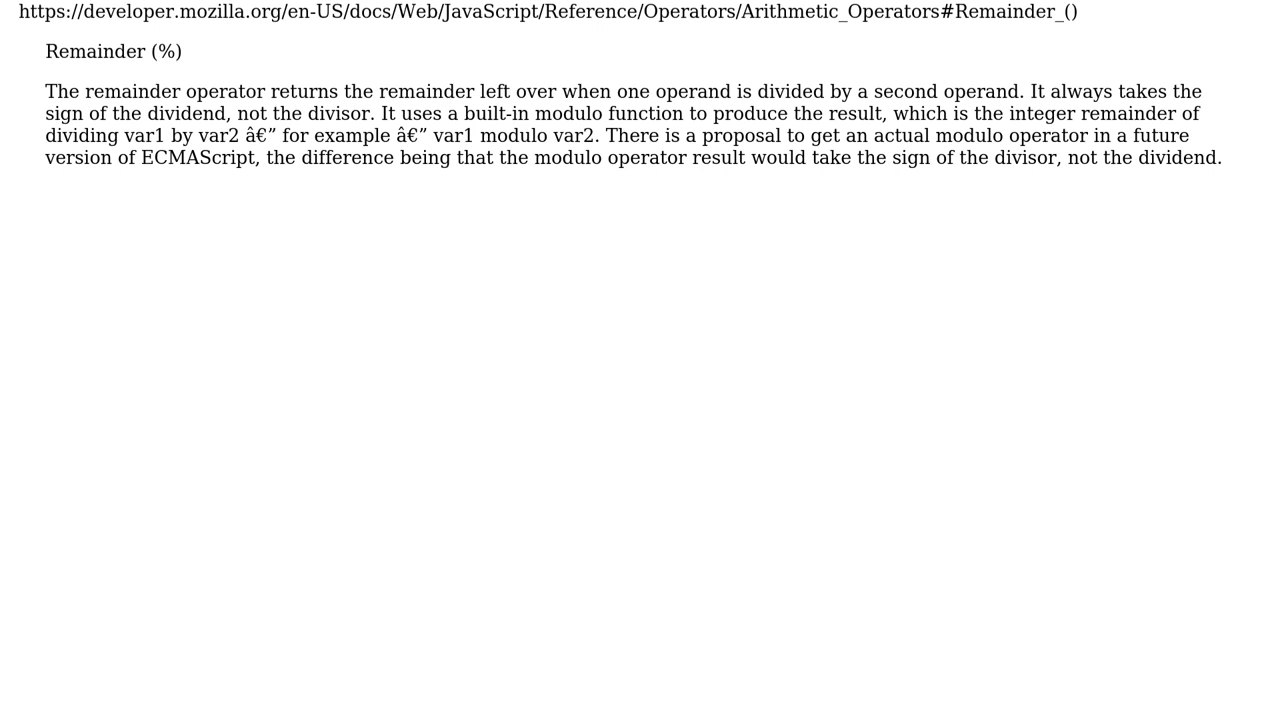 https://developer.mozilla.org/en-US/docs/Web/JavaScript/Reference/Operators/Arithmetic_Operators#Remainder_()
Remainder (%)
The remainder operator returns the remainder left over when one operand is divided by a second operand. It always takes the
sign of the dividend, not the divisor. It uses a built-in modulo function to produce the result, which is the integer remainder of
dividing var1 by var2 â€” for example â€” var1 modulo var2. There is a proposal to get an actual modulo operator in a future
version of ECMAScript, the difference being that the modulo operator result would take the sign of the divisor, not the dividend.